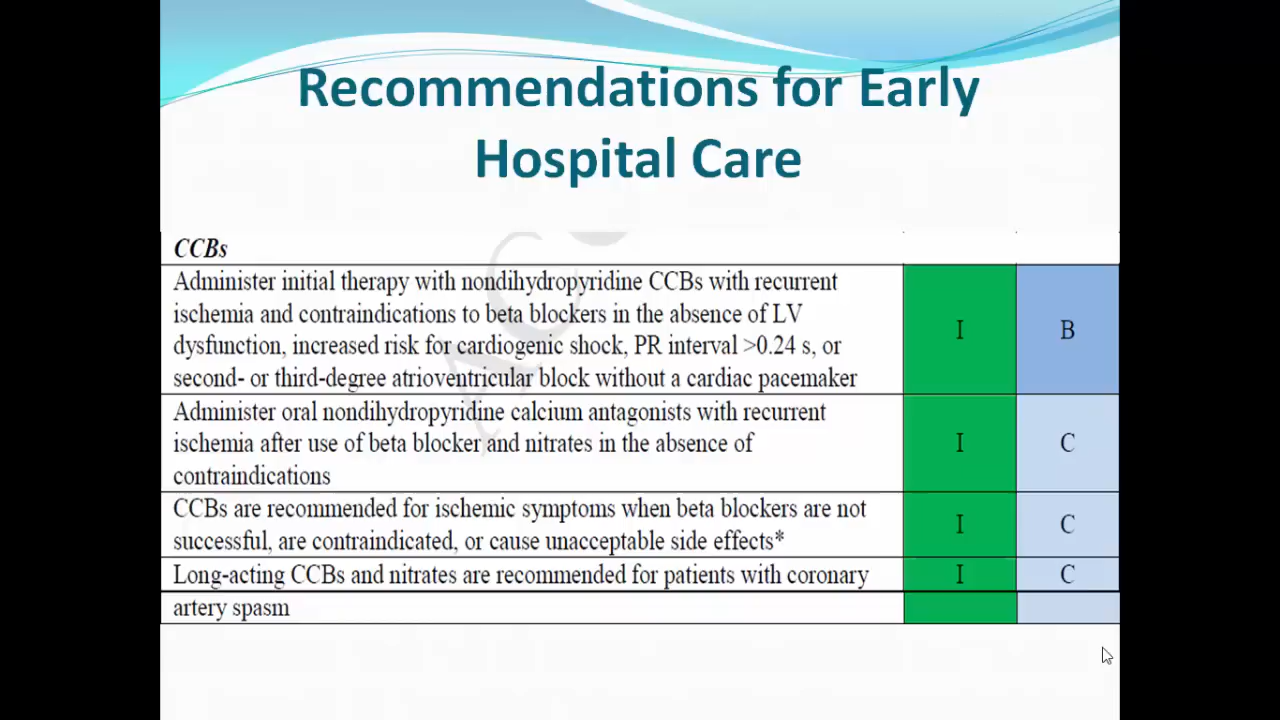 Recommendations for Early
Hospital Care
CCBs
Administer initial therapy with nondihydropyridine CCBs with recurrent
ischemia and contraindications to beta blockers in the absence of LV
dysfunction, increased risk for cardiogenic shock, PR interval >0.24 s, or
second- or third-degree atrioventricular block without a cardiac pacemaker
I
B
Administer oral nondihydropyridine calcium antagonists with recurrent
ischemia after use of beta blocker and nitrates in the absence of
contraindications
I
C
CCBs are recommended for ischemic symptoms when beta blockers are not
successful, are contraindicated, or cause unacceptable side effects*
I
C
Long-acting CCBs and nitrates are recommended for patients with coronary
artery spasm
I
C